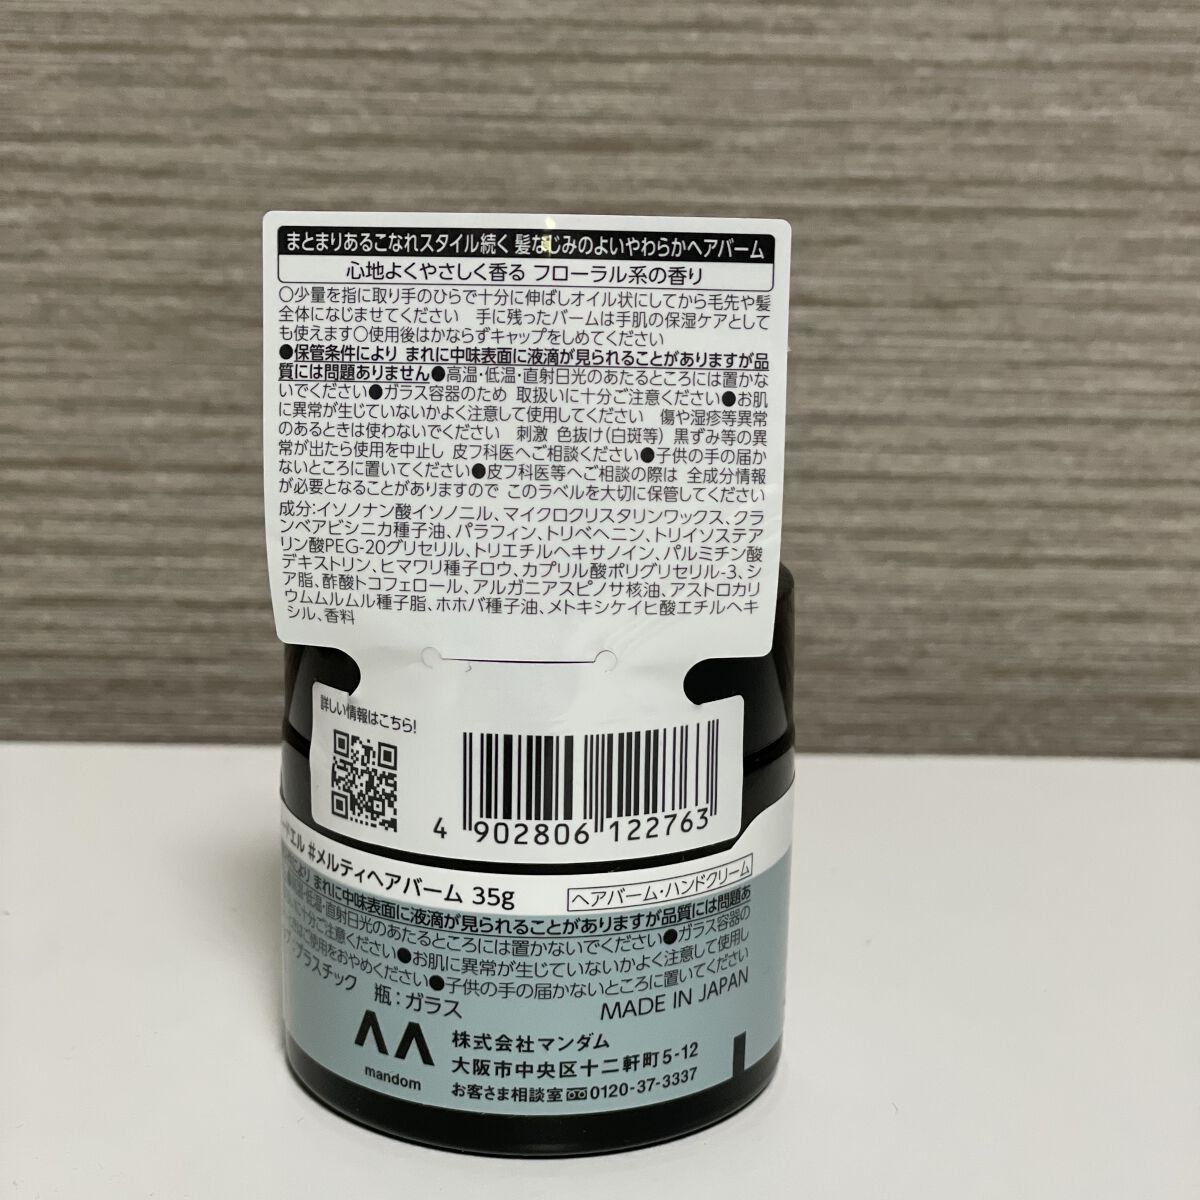 まとまりあるこなれスタイル続く 髪なじみのよいやわらかヘアバーム
心地よくやさしく香る フローラル系の香り
○少量を指に取り手のひらで十分に伸ばしオイル状にしてから毛先や髪
全体になじませてください 手に残ったバームは手肌の保湿ケアとして
も使えます○使用後はかならずキャップをしめてください
●保管条件により まれに中味表面に液滴が見られることがありますが品
質には問題ありません●高温・低温・直射日光のあたるところには置かな
いでください●ガラス容器のため 取扱いに十分ご注意ください●お肌
に異常が生じていないかよく注意して使用してください 傷や湿疹等異常
のあるときは使わないでください 刺激 色抜け(白斑等) 黒ずみ等の異
常が出たら使用を中止し 皮フ科医へご相談ください●子供の手の届か
ないところに置いてください●皮フ科医等へご相談の際は 全成分情報
が必要となることがありますので このラベルを大切に保管してください
成分:イソノナン酸イソノニル、マイクロクリスタリンワックス、クラ
ンベアビシニカ種子油、パラフィン、トリベヘニン、トリイソステア
リン酸PEG-20グリセリル、トリエチルヘキサノイン、パルミチン酸
デキストリン、ヒマワリ種子ロウ、カプリル酸ポリグリセリル-3、シ
ア脂、酢酸トコフェロール、アルガニアスピノサ核油、アストロカリ
ウムムルムル種子脂、ホホバ種子油、メトキシケイヒ酸エチルヘキ
シル、香料
詳しい情報はこちら!
4 902806 122763
エル #メルティヘアバーム 35g
ヘアバーム・ハンドクリーム
より まれに中味表面に液滴が見られることがありますが品質には問題あ
低温・直射日光のあたるところには置かないでください●ガラス容器の
に十分ご注意ください●お肌に異常が生じていないかよく注意して使用し
はご使用をおやめください●子供の手の届かないところに置いてください
プラスチック 瓶:ガラス
MADE IN JAPAN
mandom
株式会社マンダム
大阪市中央区十二軒町5-12
お客さま相談室 0120-37-3337